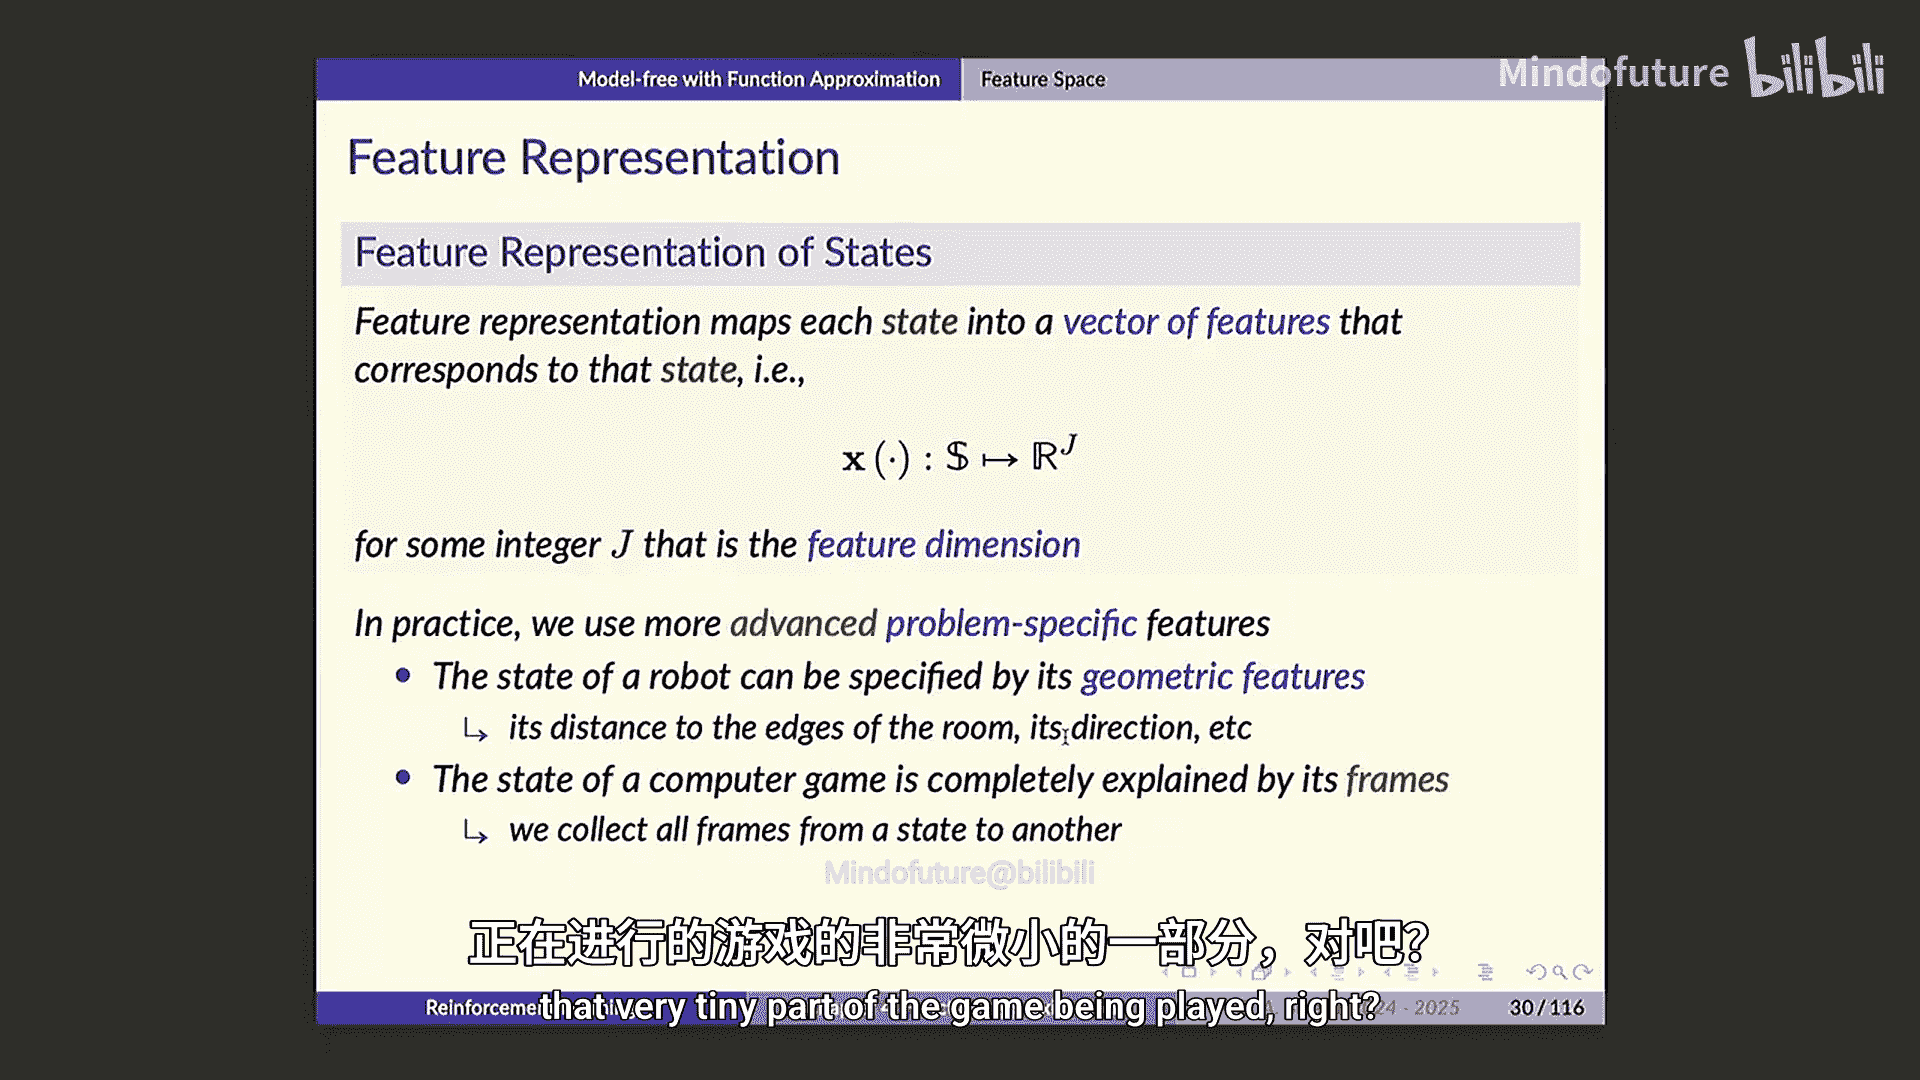 Model-free with Function Approximation Feature Space
Mindofuture bilibili
Feature Representation
Feature Representation of States
Feature representation maps each state into a vector of features that
corresponds to that state, i.e.,
x (·) : 𝕊 ↦ ℝ^J
for some integer J that is the feature dimension
In practice, we use more advanced problem-specific features
• The state of a robot can be specified by its geometric features
↳ its distance to the edges of the room, its direction, etc
• The state of a computer game is completely explained by its frames
↳ we collect all frames from a state to another
Mindofuture@bilibili
正在进行的游戏的非常微小的一部分，对吧？
that very tiny part of the game being played, right?
2025 30 / 116